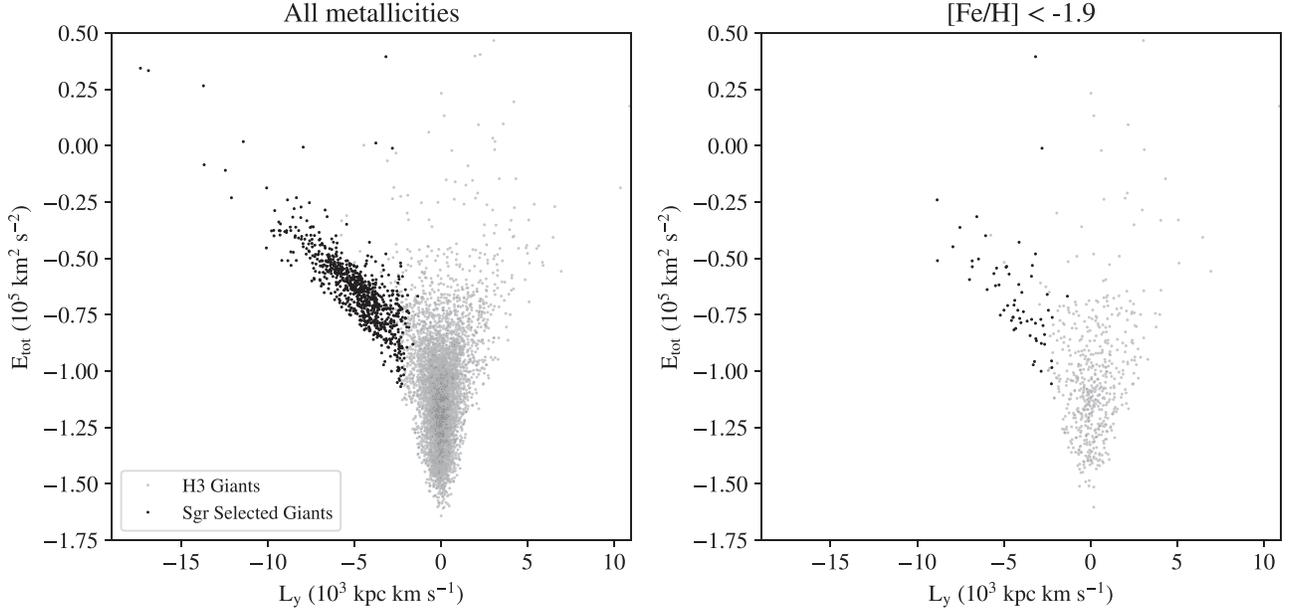 All metallicities
[Fe/H] < -1.9
0.50
0.25
0.00
−0.25
−0.50
−0.75
−1.00
−1.25
−1.50
−1.75
E_tot (10^5 km^2 s^−2)
H3 Giants
Sgr Selected Giants
−15 −10 −5 0 5 10
L_y (10^3 kpc km s^−1)
0.50
0.25
0.00
−0.25
−0.50
−0.75
−1.00
−1.25
−1.50
−1.75
E_tot (10^5 km^2 s^−2)
−15 −10 −5 0 5 10
L_y (10^3 kpc km s^−1)